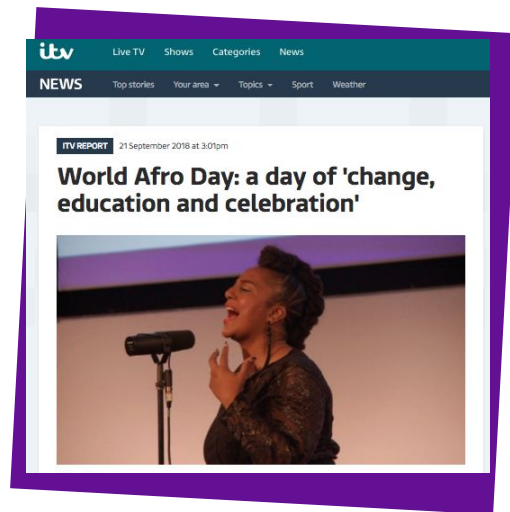 itv Live TV Shows Categories News
NEWS Top stories Your area Topics Sport Weather
ITV REPORT 21 September 2018 at 3:01pm
World Afro Day: a day of 'change,
education and celebration'